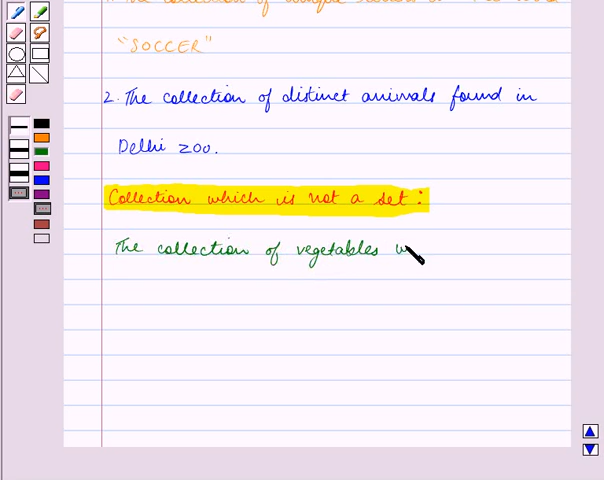 "SOCCER"
2. The collection of distinct animals found in
Delhi zoo.
Collection which is not a set :
The collection of vegetables w